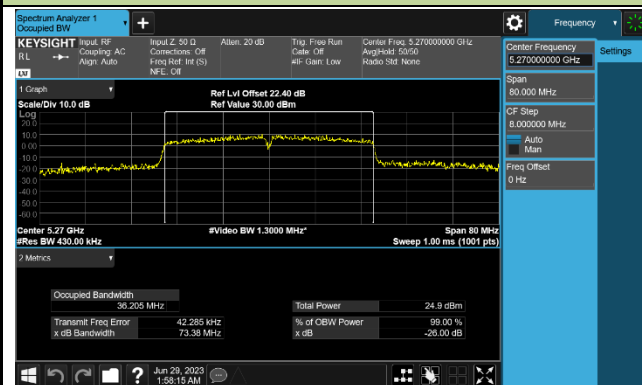 Spectrum Analyzer 1
Occupied BW
+
Frequency
KEYSIGHT
RL
Input: RF
Coupling: AC
Align: Auto
Input Z: 50 Ω
Corrections: Off
Freq Ref: Int (S)
NFE: Off
Atten: 20 dB
Trig: Free Run
Gate: Off
#IF Gain: Low
Center Freq: 5.270000000 GHz
Avg|Hold: 50/50
Radio Std: None
LXI
Center Frequency
5.270000000 GHz
Settings
Span
80.000 MHz
CF Step
8.000000 MHz
Auto
Man
Freq Offset
0 Hz
1 Graph
Scale/Div 10.0 dB
Ref Lvl Offset 22.40 dB
Ref Value 30.00 dBm
Log
20.0
10.0
0.00
-10.0
-20.0
-30.0
-40.0
-50.0
-60.0
Center 5.27 GHz
#Video BW 1.3000 MHz*
Span 80 MHz
#Res BW 430.00 kHz
Sweep 1.00 ms (1001 pts)
2 Metrics
Occupied Bandwidth
36.205 MHz
Total Power
24.9 dBm
Transmit Freq Error
42.285 kHz
% of OBW Power
99.00 %
x dB Bandwidth
73.38 MHz
x dB
-26.00 dB
?
Jun 29, 2023
1:58:15 AM